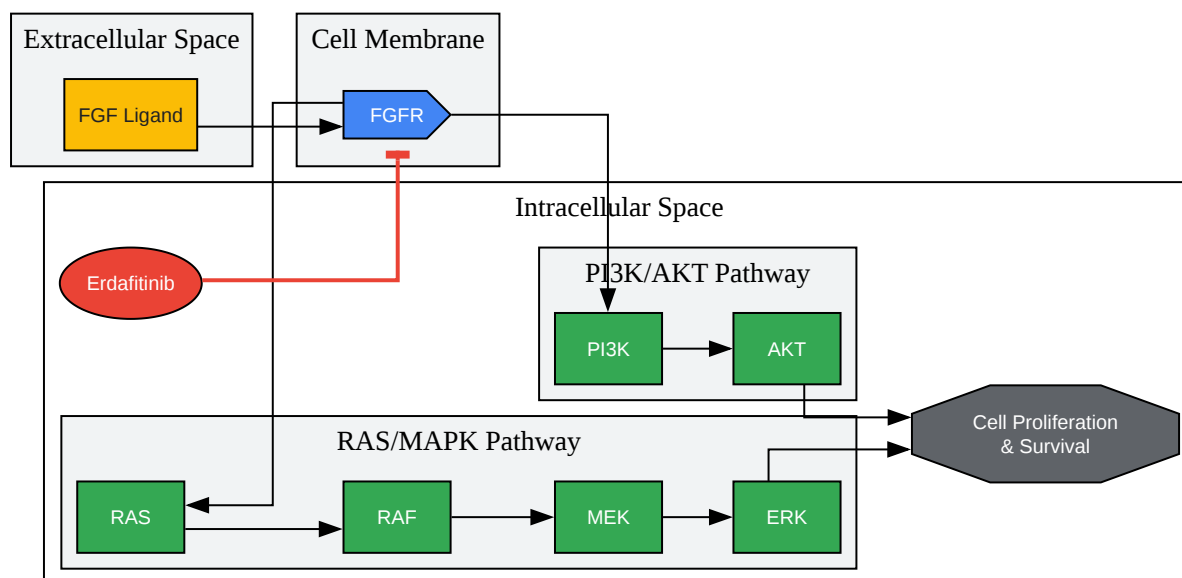 Extracellular Space
Cell Membrane
FGF Ligand
FGFR
Intracellular Space
Erdafitinib
PI3K/AKT Pathway
PI3K
AKT
Cell Proliferation
& Survival
RAS/MAPK Pathway
RAS
RAF
MEK
ERK